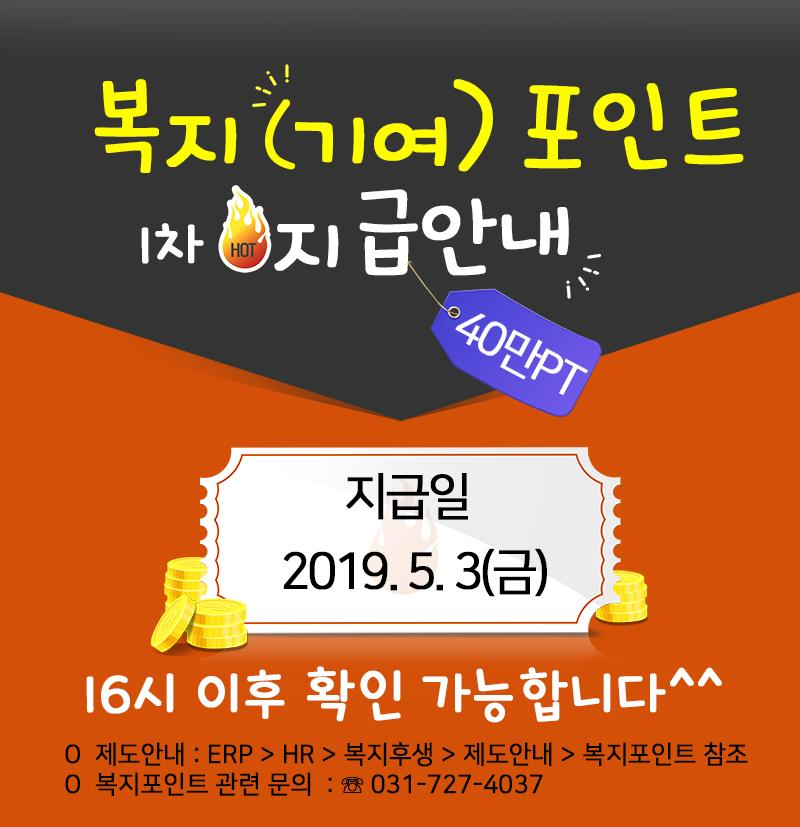 복지 (기여) 포인트
1차 HOT 지급안내
40만PT
지급일
2019. 5. 3(금)
16시 이후 확인 가능합니다^^
O 제도안내 : ERP > HR > 복지후생 > 제도안내 > 복지포인트 참조
O 복지포인트 관련 문의 : ☏ 031-727-4037